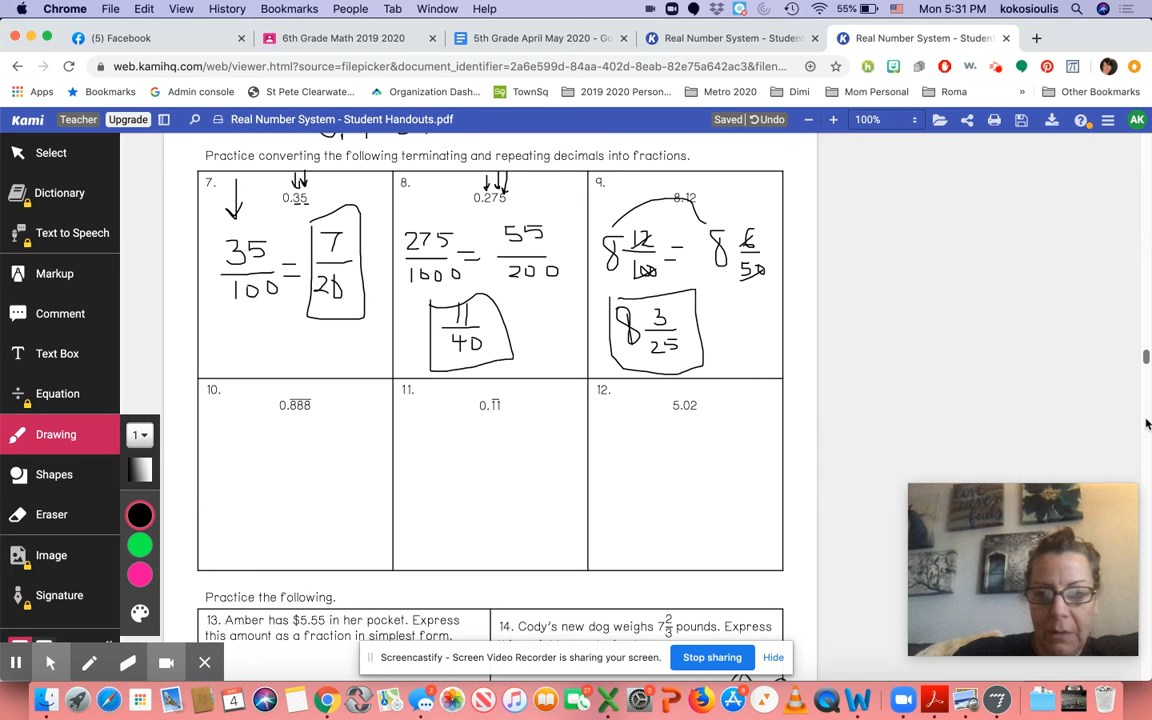 Chrome File Edit View History Bookmarks People Tab Window Help 55% Mon 5:31 PM kokosioulis
(5) Facebook 6th Grade Math 2019 2020 5th Grade April May 2020 - Go Real Number System - Student Real Number System - Student
web.kamihq.com/web/viewer.html?source=filepicker&document_identifier=2a6e599d-84aa-402d-8eab-82e75a642ac3&filen...
Apps Bookmarks Admin console St Pete Clearwate... Organization Dash... TownSq 2019 2020 Person... Metro 2020 Dimi Mom Personal Roma » Other Bookmarks
Kami Teacher Upgrade Real Number System - Student Handouts.pdf Saved Undo 100% AK
Select
Dictionary
Text to Speech
Markup
Comment
Text Box
Equation
Drawing
Shapes
Eraser
Image
Signature
1
Practice converting the following terminating and repeating decimals into fractions.
7. 0.35
35/100 = 7/20
8. 0.275
275/1000 = 55/200
11/40
9. 8.12
8 12/100 = 8 6/50
8 3/25
10. 0.8̅8̅8̅
11. 0.1̅1̅
12. 5.02
Practice the following.
13. Amber has $5.55 in her pocket. Express
this amount as a fraction in simplest form.
14. Cody's new dog weighs 7 2/3 pounds. Express
Screencastify - Screen Video Recorder is sharing your screen. Stop sharing Hide